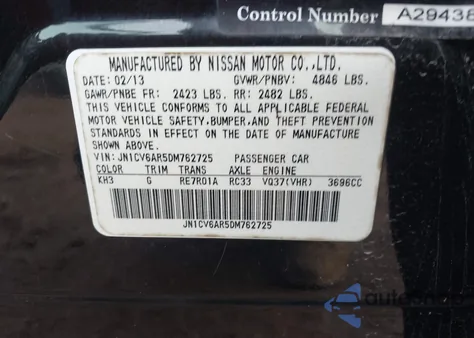 Control Number A29438
MANUFACTURED BY NISSAN MOTOR CO.,LTD.
DATE: 02/13 GVWR/PNBV: 4846 LBS.
GAWR/PNBE FR: 2423 LBS. RR: 2482 LBS.
THIS VEHICLE CONFORMS TO ALL APPLICABLE FEDERAL
MOTOR VEHICLE SAFETY,BUMPER,AND THEFT PREVENTION
STANDARDS IN EFFECT ON THE DATE OF MANUFACTURE
SHOWN ABOVE.
VIN: JN1CV6AR5DM762725 PASSENGER CAR
COLOR TRIM TRANS AXLE ENGINE
KH3 G RE7R01A RC33 VQ37(VHR) 3696CC
JN1CV6AR5DM762725